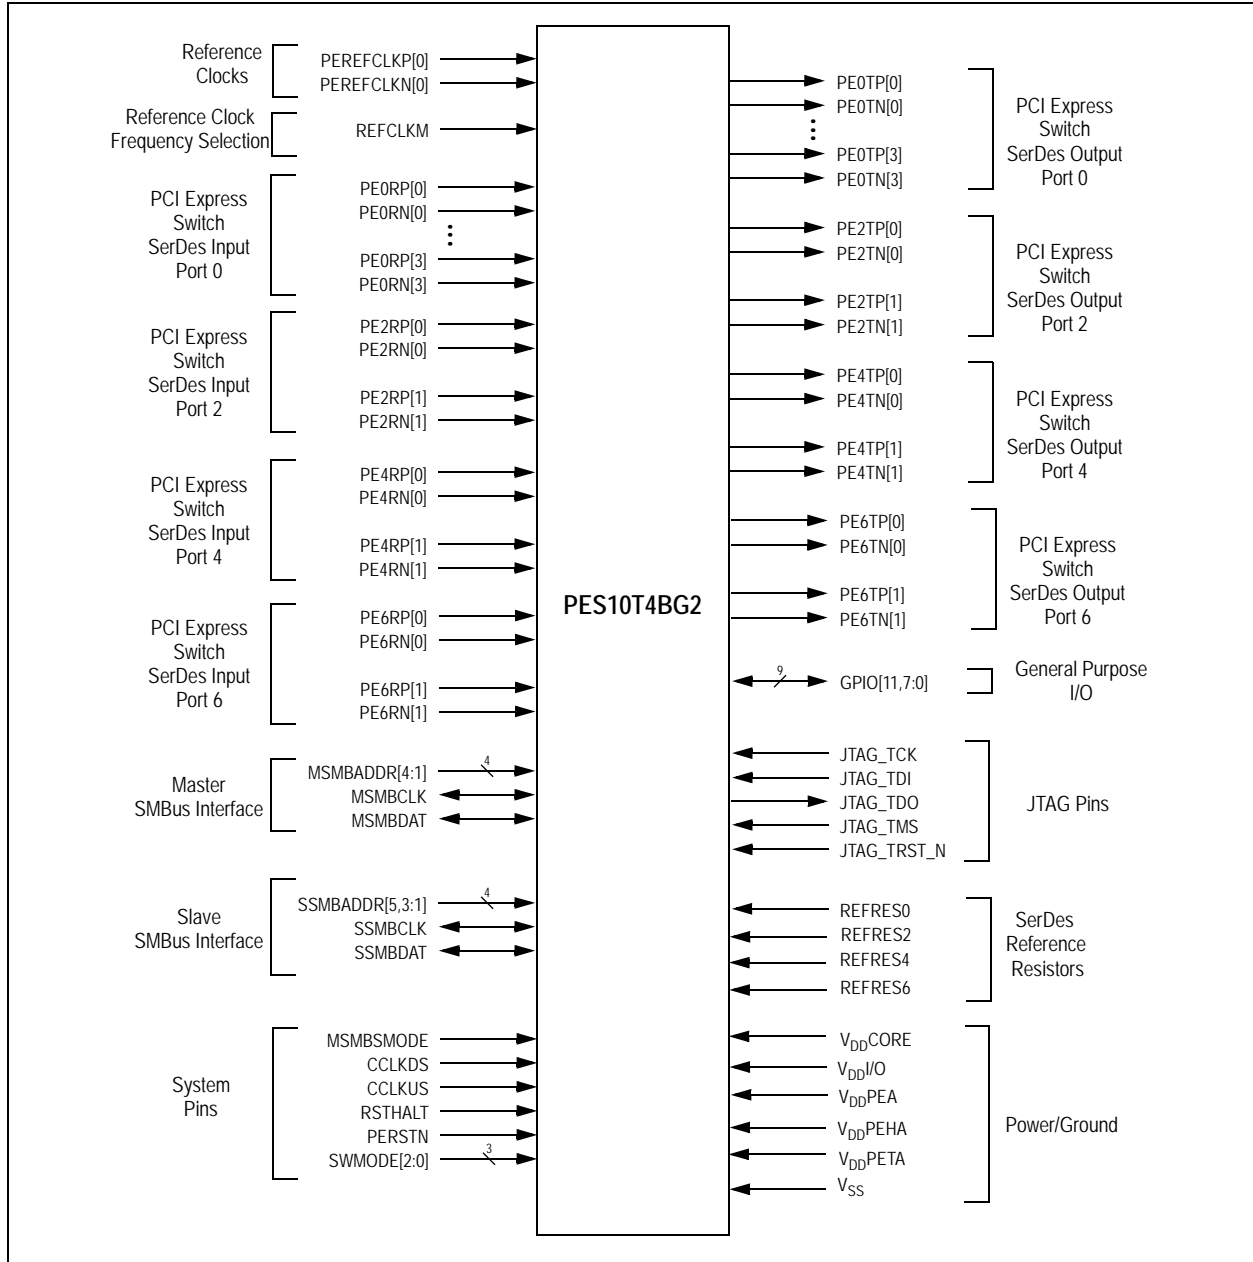 Reference
Clocks
PEREFCLKP[0]
PEREFCLKN[0]
Reference Clock
Frequency Selection
REFCLKM
PCI Express
Switch
SerDes Input
Port 0
PE0RP[0]
PE0RN[0]
PE0RP[3]
PE0RN[3]
PCI Express
Switch
SerDes Input
Port 2
PE2RP[0]
PE2RN[0]
PE2RP[1]
PE2RN[1]
PCI Express
Switch
SerDes Input
Port 4
PE4RP[0]
PE4RN[0]
PE4RP[1]
PE4RN[1]
PCI Express
Switch
SerDes Input
Port 6
PE6RP[0]
PE6RN[0]
PE6RP[1]
PE6RN[1]
Master
SMBus Interface
MSMBADDR[4:1]
4
MSMBCLK
MSMBDAT
Slave
SMBus Interface
SSMBADDR[5,3:1]
4
SSMBCLK
SSMBDAT
System
Pins
MSMBSMODE
CCLKDS
CCLKUS
RSTHALT
PERSTN
SWMODE[2:0]
3
PES10T4BG2
PE0TP[0]
PE0TN[0]
PE0TP[3]
PE0TN[3]
PCI Express
Switch
SerDes Output
Port 0
PE2TP[0]
PE2TN[0]
PE2TP[1]
PE2TN[1]
PCI Express
Switch
SerDes Output
Port 2
PE4TP[0]
PE4TN[0]
PE4TP[1]
PE4TN[1]
PCI Express
Switch
SerDes Output
Port 4
PE6TP[0]
PE6TN[0]
PE6TP[1]
PE6TN[1]
PCI Express
Switch
SerDes Output
Port 6
9
GPIO[11,7:0]
General Purpose
I/O
JTAG_TCK
JTAG_TDI
JTAG_TDO
JTAG_TMS
JTAG_TRST_N
JTAG Pins
REFRES0
REFRES2
REFRES4
REFRES6
SerDes
Reference
Resistors
VDDCORE
VDDI/O
VDDPEA
VDDPEHA
VDDPETA
VSS
Power/Ground